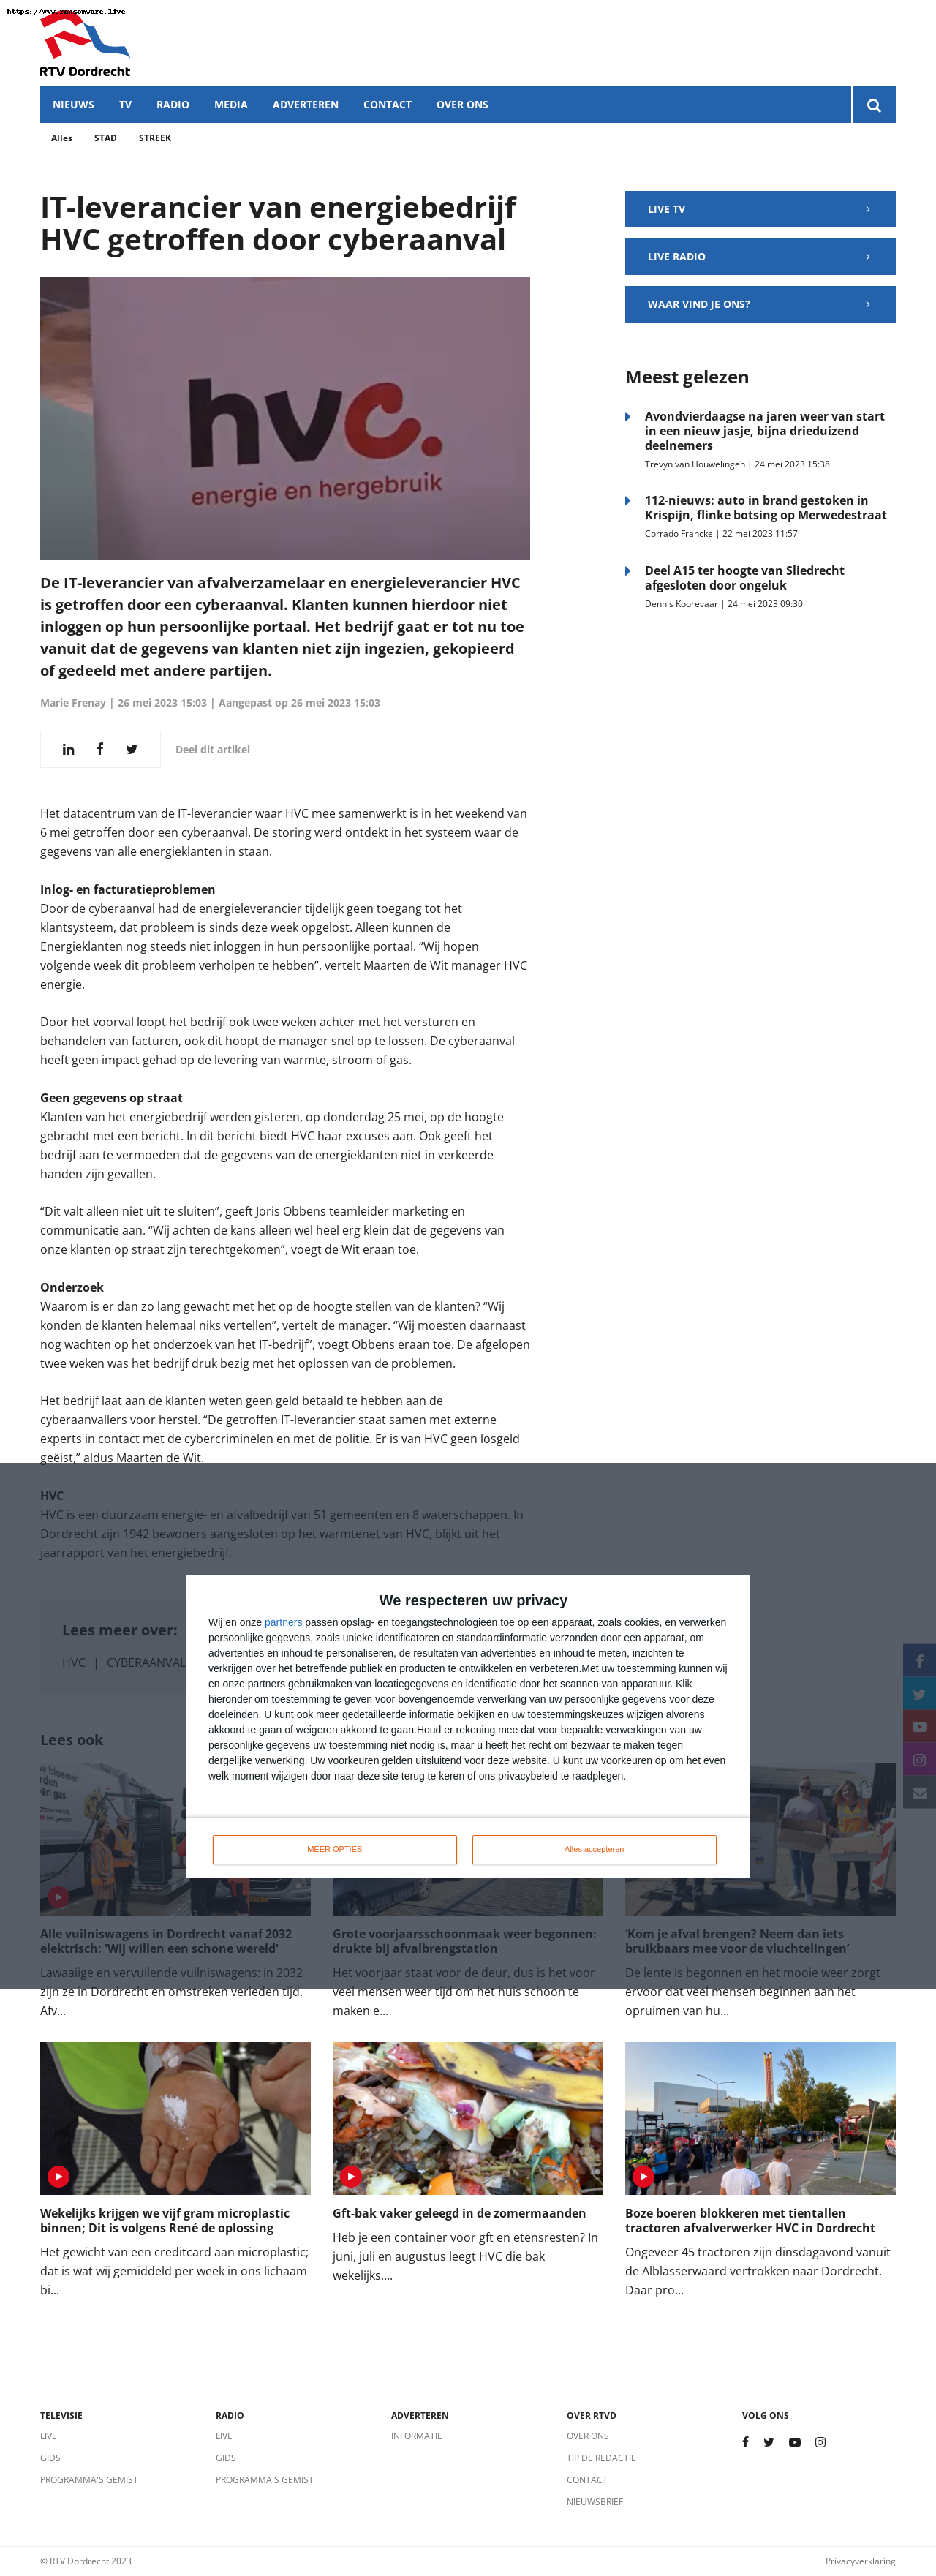 https://www.ransomware.live
RTV Dordrecht
NIEUWS TV RADIO MEDIA ADVERTEREN CONTACT OVER ONS
Alles STAD STREEK
IT-leverancier van energiebedrijf
HVC getroffen door cyberaanval
hvc.
energie en hergebruik
De IT-leverancier van afvalverzamelaar en energieleverancier HVC
is getroffen door een cyberaanval. Klanten kunnen hierdoor niet
inloggen op hun persoonlijke portaal. Het bedrijf gaat er tot nu toe
vanuit dat de gegevens van klanten niet zijn ingezien, gekopieerd
of gedeeld met andere partijen.
Marie Frenay | 26 mei 2023 15:03 | Aangepast op 26 mei 2023 15:03
Deel dit artikel
Het datacentrum van de IT-leverancier waar HVC mee samenwerkt is in het weekend van
6 mei getroffen door een cyberaanval. De storing werd ontdekt in het systeem waar de
gegevens van alle energieklanten in staan.
Inlog- en facturatieproblemen
Door de cyberaanval had de energieleverancier tijdelijk geen toegang tot het
klantsysteem, dat probleem is sinds deze week opgelost. Alleen kunnen de
Energieklanten nog steeds niet inloggen in hun persoonlijke portaal. “Wij hopen
volgende week dit probleem verholpen te hebben”, vertelt Maarten de Wit manager HVC
energie.
Door het voorval loopt het bedrijf ook twee weken achter met het versturen en
behandelen van facturen, ook dit hoopt de manager snel op te lossen. De cyberaanval
heeft geen impact gehad op de levering van warmte, stroom of gas.
Geen gegevens op straat
Klanten van het energiebedrijf werden gisteren, op donderdag 25 mei, op de hoogte
gebracht met een bericht. In dit bericht biedt HVC haar excuses aan. Ook geeft het
bedrijf aan te vermoeden dat de gegevens van de energieklanten niet in verkeerde
handen zijn gevallen.
“Dit valt alleen niet uit te sluiten”, geeft Joris Obbens teamleider marketing en
communicatie aan. “Wij achten de kans alleen wel heel erg klein dat de gegevens van
onze klanten op straat zijn terechtgekomen”, voegt de Wit eraan toe.
Onderzoek
Waarom is er dan zo lang gewacht met het op de hoogte stellen van de klanten? “Wij
konden de klanten helemaal niks vertellen”, vertelt de manager. “Wij moesten daarnaast
nog wachten op het onderzoek van het IT-bedrijf”, voegt Obbens eraan toe. De afgelopen
twee weken was het bedrijf druk bezig met het oplossen van de problemen.
Het bedrijf laat aan de klanten weten geen geld betaald te hebben aan de
cyberaanvallers voor herstel. “De getroffen IT-leverancier staat samen met externe
experts in contact met de cybercriminelen en met de politie. Er is van HVC geen losgeld
geëist,” aldus Maarten de Wit.
HVC
HVC is een duurzaam energie- en afvalbedrijf van 51 gemeenten en 8 waterschappen. In
Dordrecht zijn 1942 bewoners aangesloten op het warmtenet van HVC, blijkt uit het
jaarrapport van het energiebedrijf.
LIVE TV
LIVE RADIO
WAAR VIND JE ONS?
Meest gelezen
Avondvierdaagse na jaren weer van start
in een nieuw jasje, bijna drieduizend
deelnemers
Trevyn van Houwelingen | 24 mei 2023 15:38
112-nieuws: auto in brand gestoken in
Krispijn, flinke botsing op Merwedestraat
Corrado Francke | 22 mei 2023 11:57
Deel A15 ter hoogte van Sliedrecht
afgesloten door ongeluk
Dennis Koorevaar | 24 mei 2023 09:30
Lees meer over:
HVC | CYBERAANVAL
We respecteren uw privacy
Wij en onze partners passen opslag- en toegangstechnologieën toe op een apparaat, zoals cookies, en verwerken
persoonlijke gegevens, zoals unieke identificatoren en standaardinformatie verzonden door een apparaat, om
advertenties en inhoud te personaliseren, de resultaten van advertenties en inhoud te meten, inzichten te
verkrijgen over het betreffende publiek en producten te ontwikkelen en verbeteren.Met uw toestemming kunnen wij
en onze partners gebruikmaken van locatiegegevens en identificatie door het scannen van apparatuur. Klik
hieronder om toestemming te geven voor bovengenoemde verwerking van uw persoonlijke gegevens voor deze
doeleinden. U kunt ook meer gedetailleerde informatie bekijken en uw toestemmingskeuzes wijzigen alvorens
akkoord te gaan of weigeren akkoord te gaan.Houd er rekening mee dat voor bepaalde verwerkingen van uw
persoonlijke gegevens uw toestemming niet nodig is, maar u heeft het recht om bezwaar te maken tegen
dergelijke verwerking. Uw voorkeuren gelden uitsluitend voor deze website. U kunt uw voorkeuren op om het even
welk moment wijzigen door naar deze site terug te keren of ons privacybeleid te raadplegen.
MEER OPTIES
Alles accepteren
Lees ook
Alle vuilniswagens in Dordrecht vanaf 2032
elektrisch: 'Wij willen een schone wereld'
Lawaaiige en vervuilende vuilniswagens: in 2032
zijn ze in Dordrecht en omstreken verleden tijd.
Afv...
Grote voorjaarsschoonmaak weer begonnen:
drukte bij afvalbrengstation
Het voorjaar staat voor de deur, dus is het voor
veel mensen weer tijd om het huis schoon te
maken e...
‘Kom je afval brengen? Neem dan iets
bruikbaars mee voor de vluchtelingen’
De lente is begonnen en het mooie weer zorgt
ervoor dat veel mensen beginnen aan het
opruimen van hu...
Wekelijks krijgen we vijf gram microplastic
binnen; Dit is volgens René de oplossing
Het gewicht van een creditcard aan microplastic;
dat is wat wij gemiddeld per week in ons lichaam
bi...
Gft-bak vaker geleegd in de zomermaanden
Heb je een container voor gft en etensresten? In
juni, juli en augustus leegt HVC die bak
wekelijks....
Boze boeren blokkeren met tientallen
tractoren afvalverwerker HVC in Dordrecht
Ongeveer 45 tractoren zijn dinsdagavond vanuit
de Alblasserwaard vertrokken naar Dordrecht.
Daar pro...
TELEVISIE
LIVE
GIDS
PROGRAMMA'S GEMIST
RADIO
LIVE
GIDS
PROGRAMMA'S GEMIST
ADVERTEREN
INFORMATIE
OVER RTVD
OVER ONS
TIP DE REDACTIE
CONTACT
NIEUWSBRIEF
VOLG ONS
© RTV Dordrecht 2023
Privacyverklaring